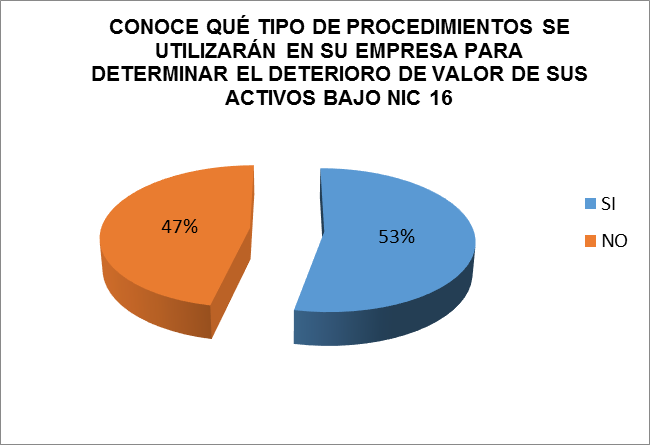 CONOCE QUÉ TIPO DE PROCEDIMIENTOS SE
UTILIZARÁN EN SU EMPRESA PARA
DETERMINAR EL DETERIORO DE VALOR DE SUS
ACTIVOS BAJO NIC 16
47%
53%
SI
NO